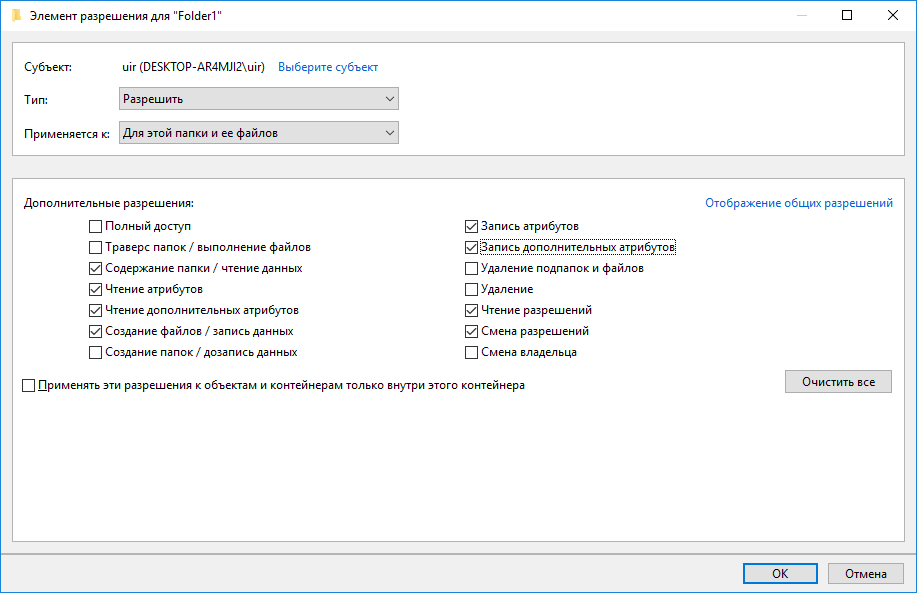 Элемент разрешения для "Folder1"
Субъект: uir (DESKTOP-AR4MJI2\uir) Выберите субъект
Тип: Разрешить
Применяется к: Для этой папки и ее файлов
Дополнительные разрешения: Отображение общих разрешений
Полный доступ
Траверс папок / выполнение файлов
Содержание папки / чтение данных
Чтение атрибутов
Чтение дополнительных атрибутов
Создание файлов / запись данных
Создание папок / дозапись данных
Запись атрибутов
Запись дополнительных атрибутов
Удаление подпапок и файлов
Удаление
Чтение разрешений
Смена разрешений
Смена владельца
Применять эти разрешения к объектам и контейнерам только внутри этого контейнера
Очистить все
ОК
Отмена